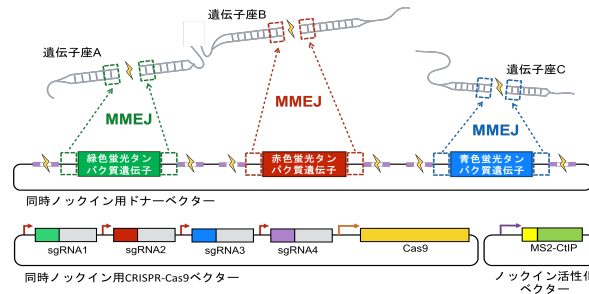 遺伝子座B
遺伝子座A
遺伝子座C
MMEJ
MMEJ
MMEJ
緑色蛍光タン
パク質遺伝子
赤色蛍光タン
パク質遺伝子
青色蛍光タン
パク質遺伝子
同時ノックイン用ドナーベクター
sgRNA1
sgRNA2
sgRNA3
sgRNA4
Cas9
MS2-CtIP
同時ノックイン用CRISPR-Cas9ベクター
ノックイン活性化
ベクター